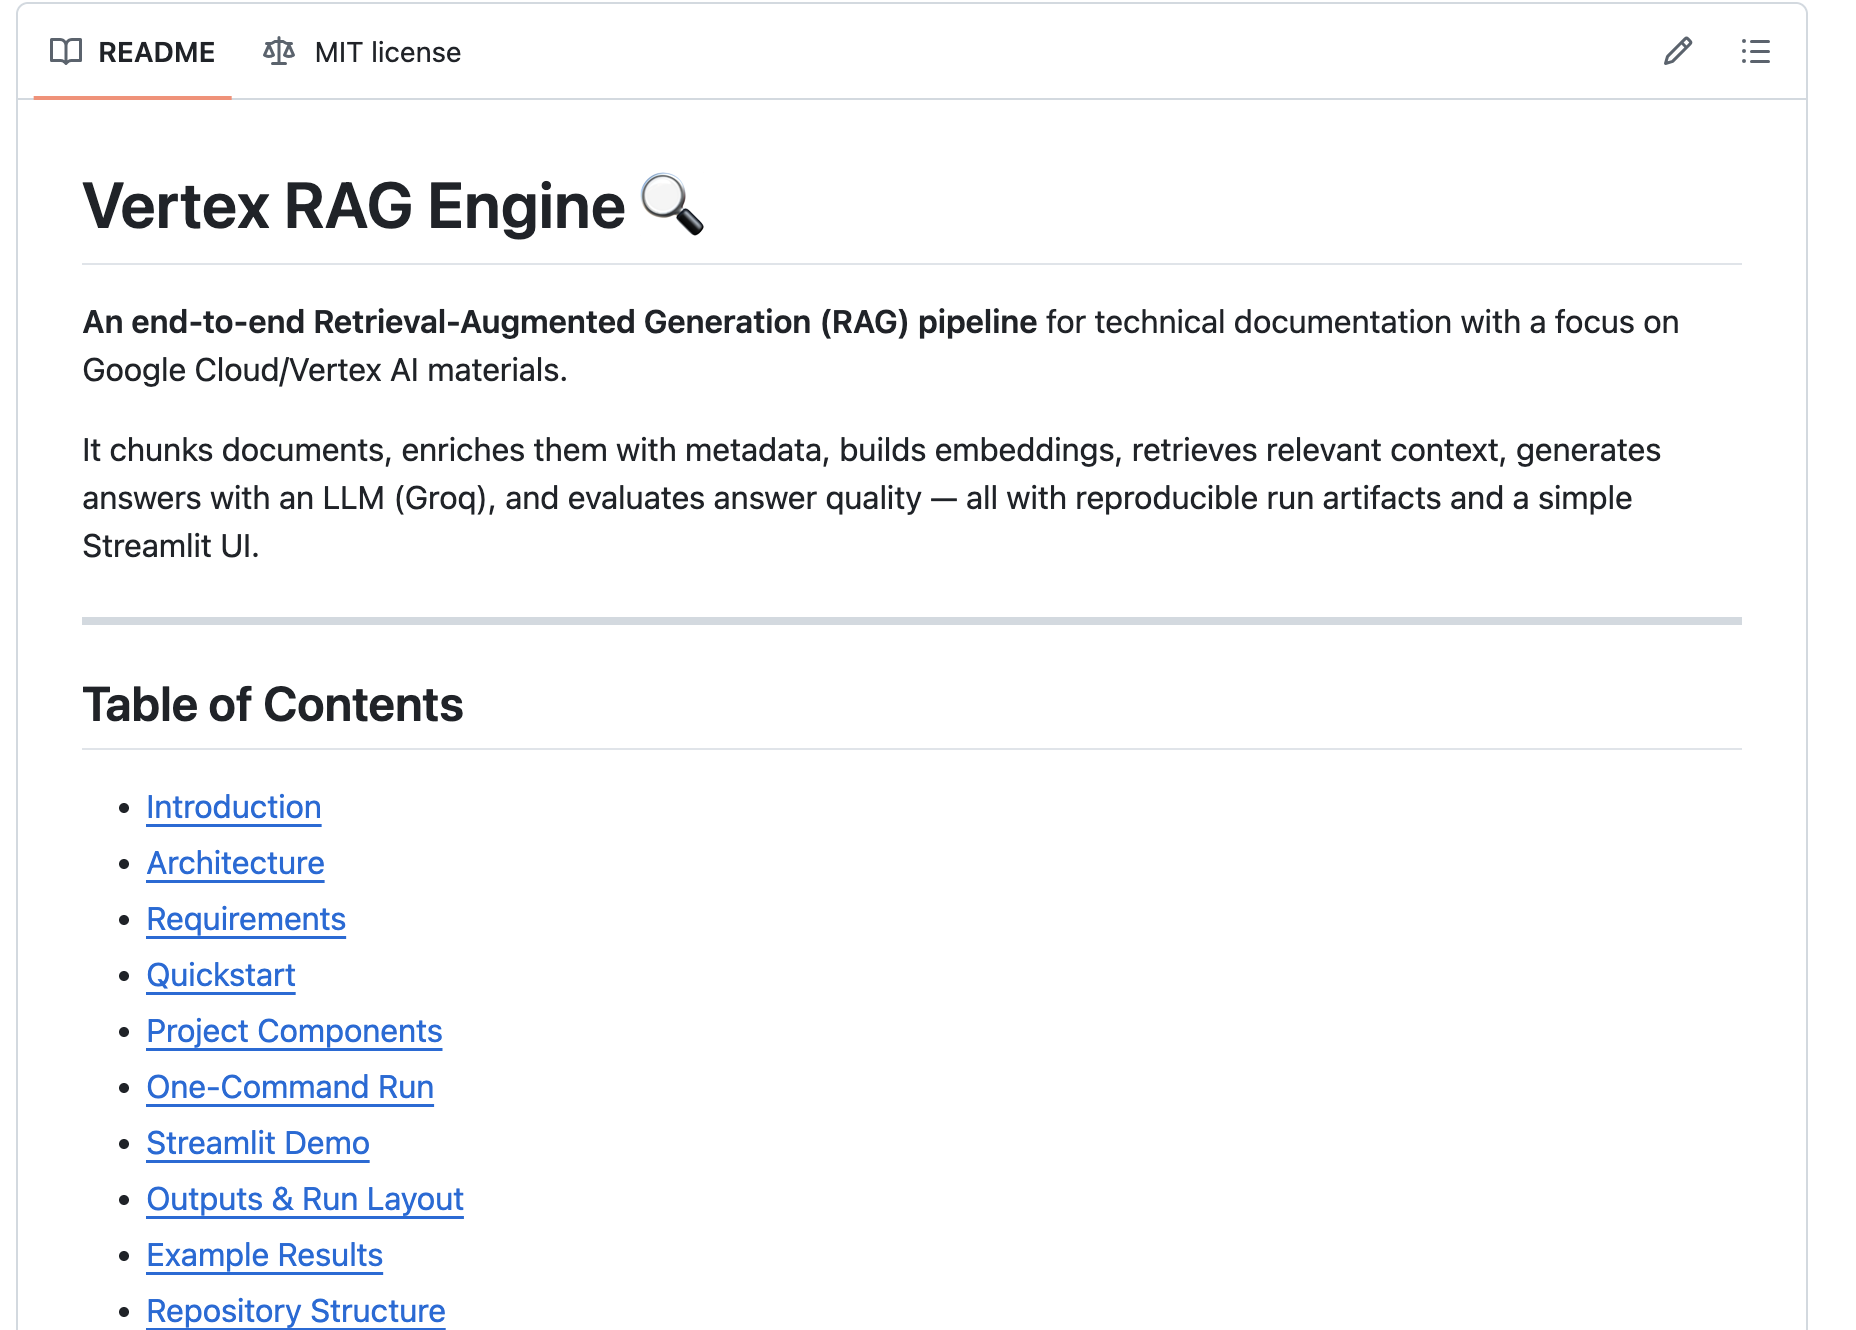 README
MIT license
Vertex RAG Engine 🔍
An end-to-end Retrieval-Augmented Generation (RAG) pipeline for technical documentation with a focus on
Google Cloud/Vertex AI materials.
It chunks documents, enriches them with metadata, builds embeddings, retrieves relevant context, generates
answers with an LLM (Groq), and evaluates answer quality — all with reproducible run artifacts and a simple
Streamlit UI.
Table of Contents
• Introduction
• Architecture
• Requirements
• Quickstart
• Project Components
• One-Command Run
• Streamlit Demo
• Outputs & Run Layout
• Example Results
• Repository Structure